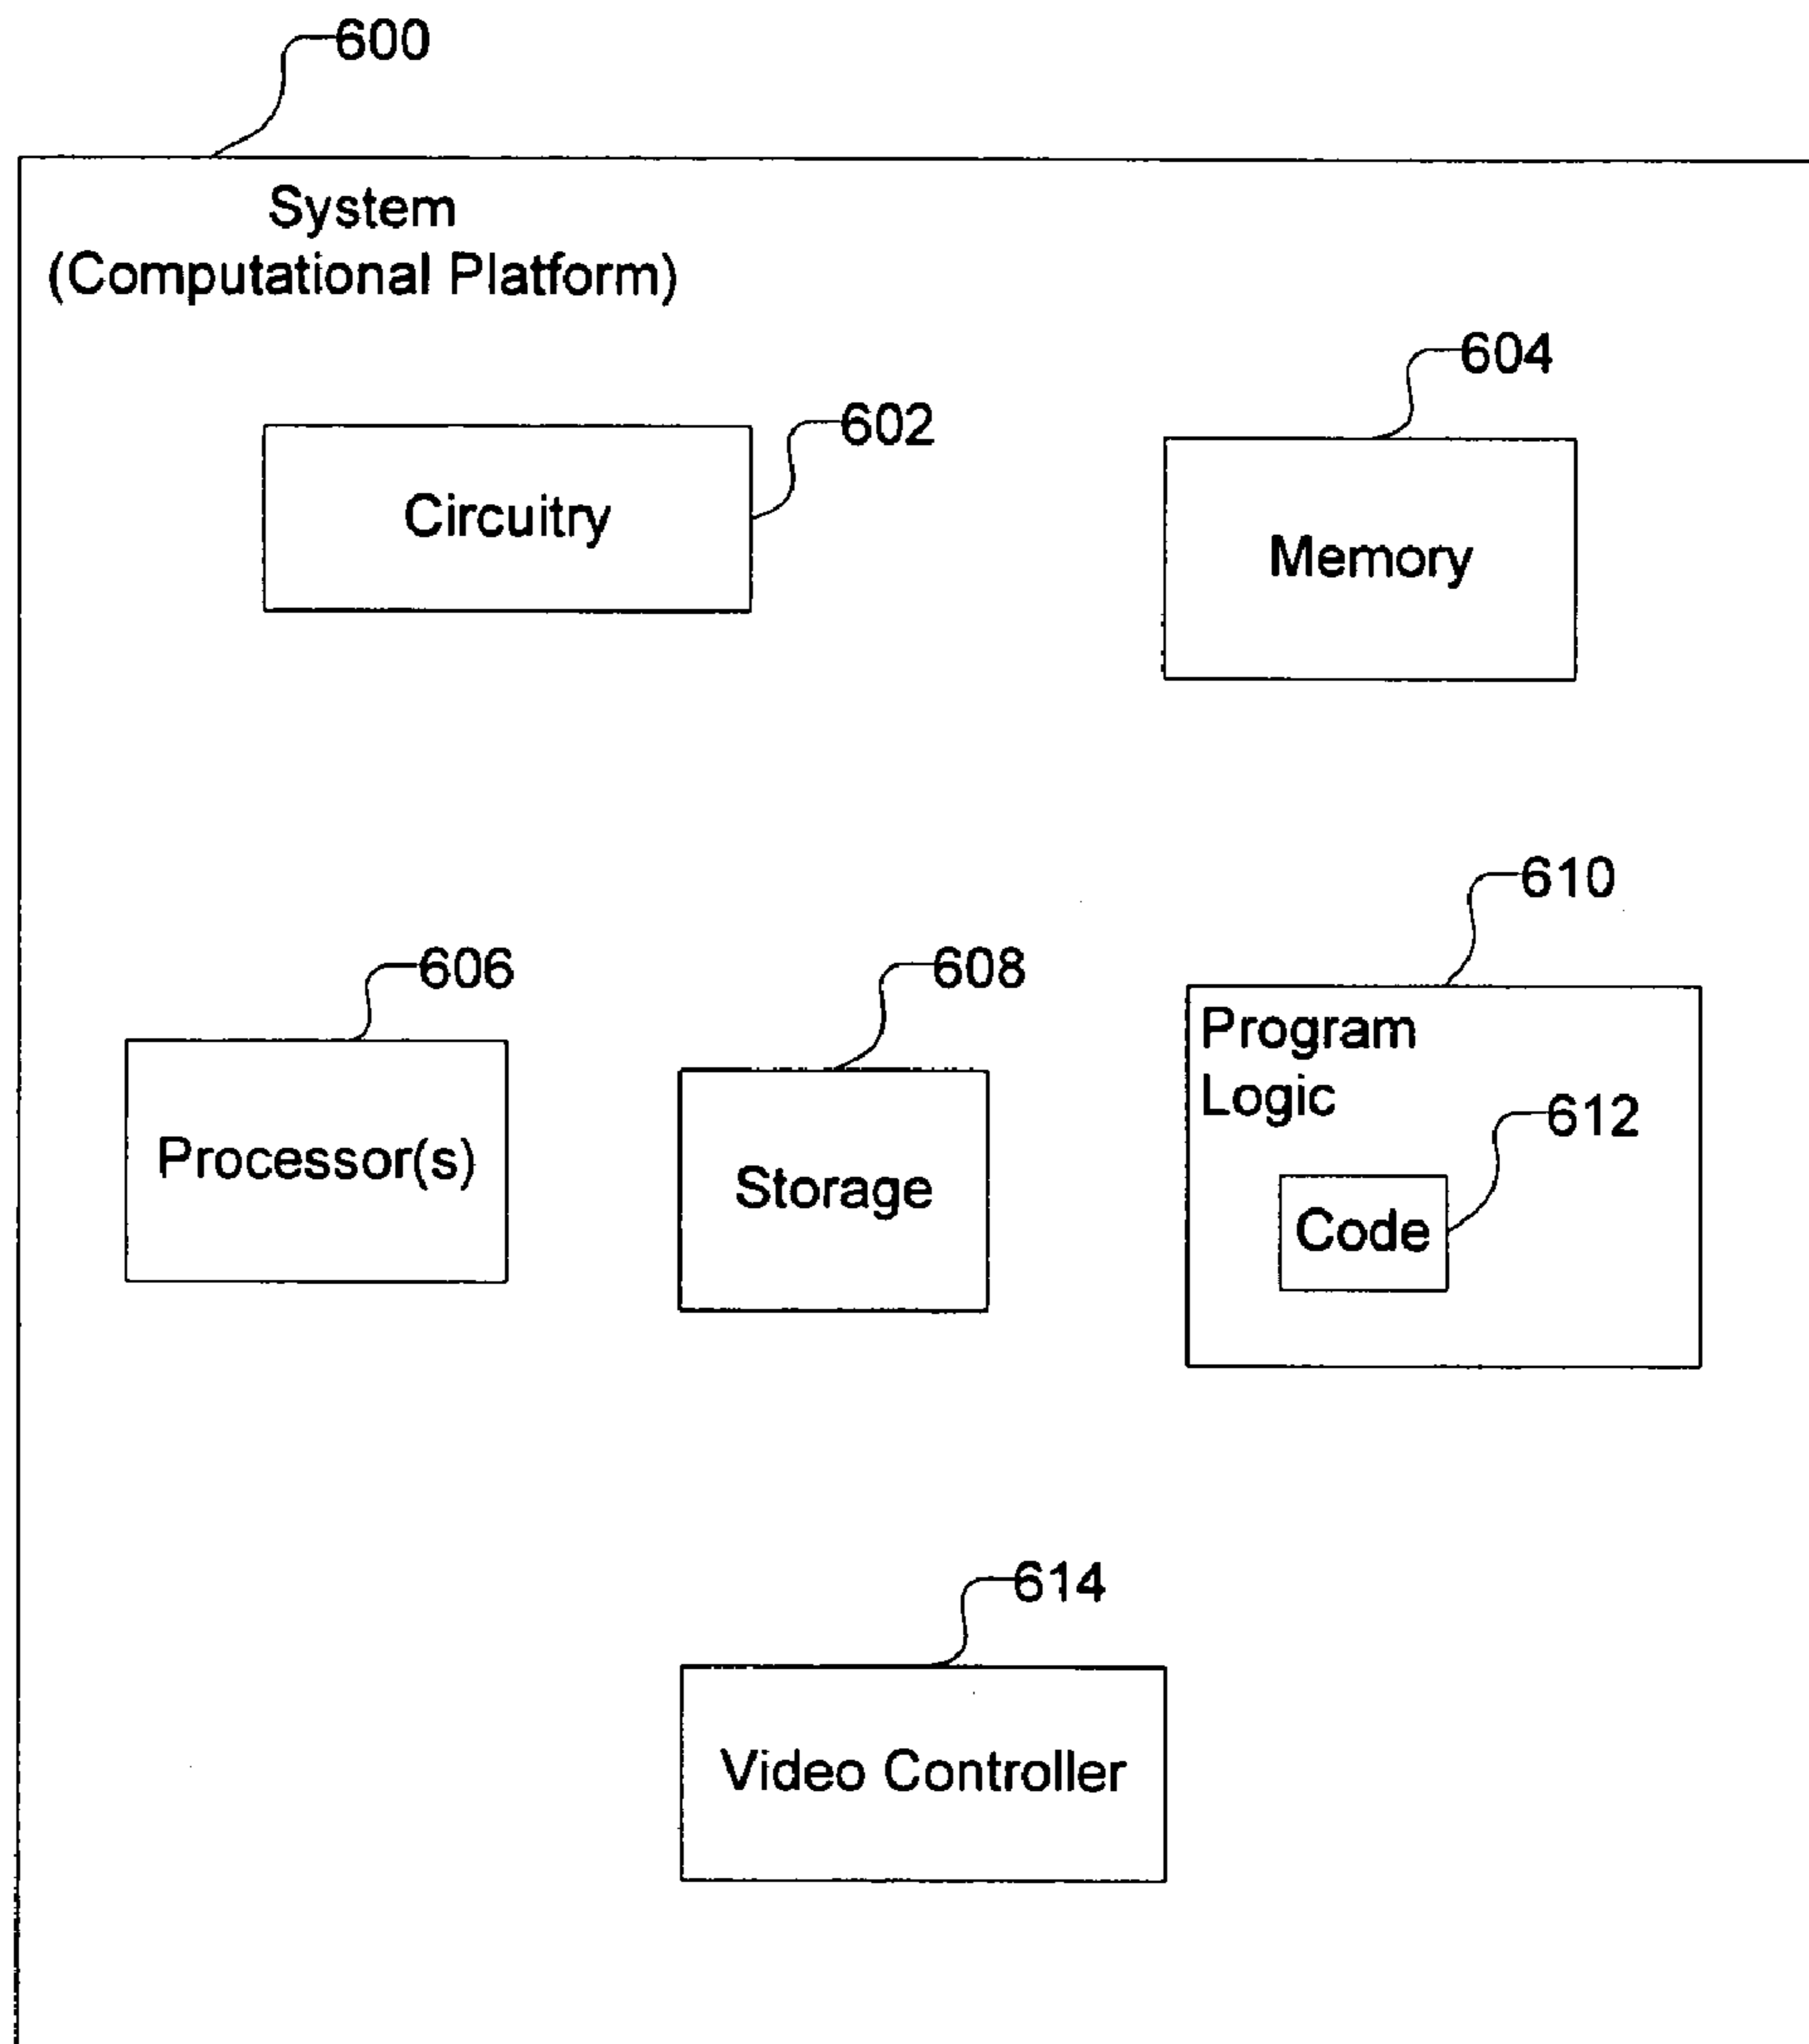 600
System
(Computational Platform)
604
602
Circuitry
Memory
610
606
608
Program
Logic
612
Processor(s)
Storage
Code
614
Video Controller